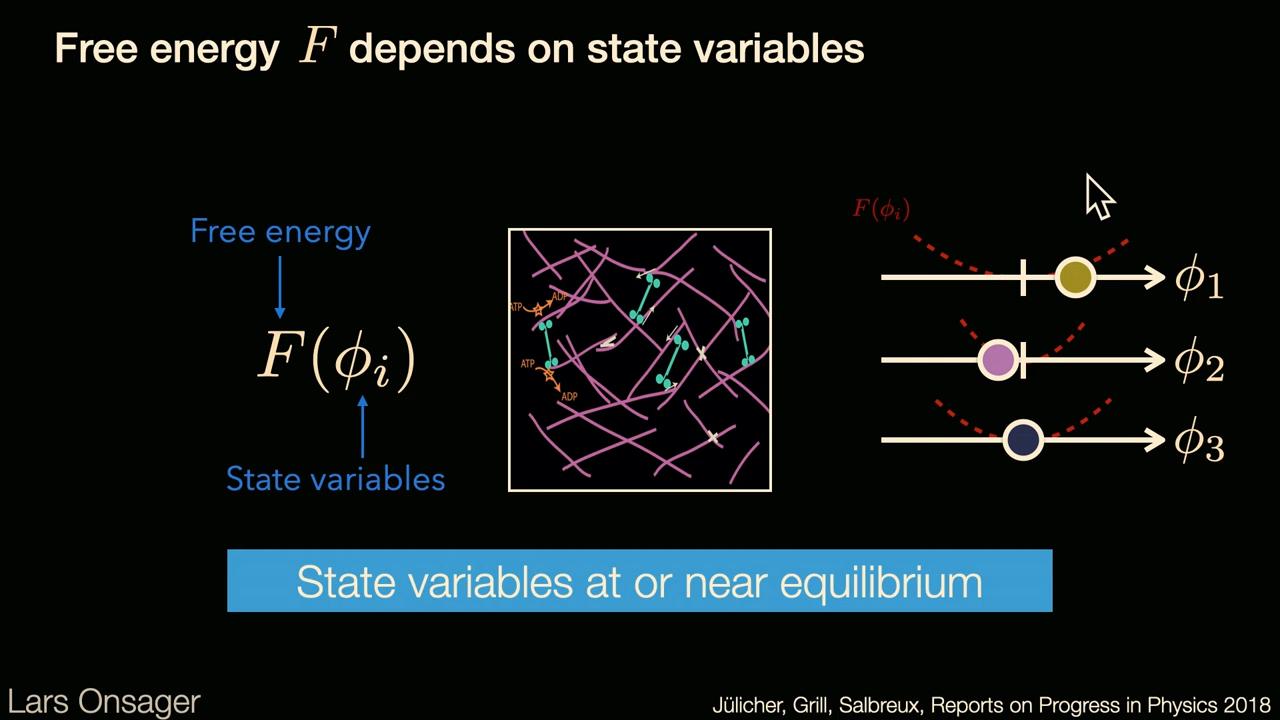 Free energy F depends on state variables
Free energy
F(ϕᵢ)
State variables
ATP
ADP
ATP
ADP
F(ϕᵢ)
ϕ₁
ϕ₂
ϕ₃
State variables at or near equilibrium
Lars Onsager
Jülicher, Grill, Salbreux, Reports on Progress in Physics 2018